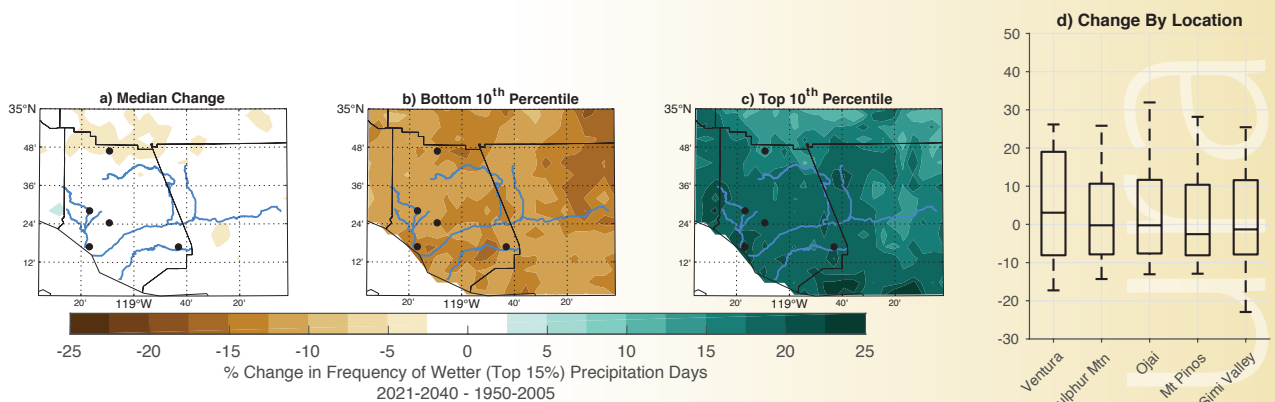 d) Change By Location
50
40
30
20
10
0
-10
-20
-30
Ventura
ulphur Mtn
Ojai
Mt Pinos
Simi Valley
a) Median Change
35°N
48'
36'
24'
12'
20'
119°W
40'
20'
b) Bottom 10th Percentile
35°N
48'
36'
24'
12'
20'
119°W
40'
20'
c) Top 10th Percentile
35°N
48'
36'
24'
12'
20'
119°W
40'
20'
-25 -20 -15 -10 -5 0 5 10 15 20 25
% Change in Frequency of Wetter (Top 15%) Precipitation Days
2021-2040 - 1950-2005